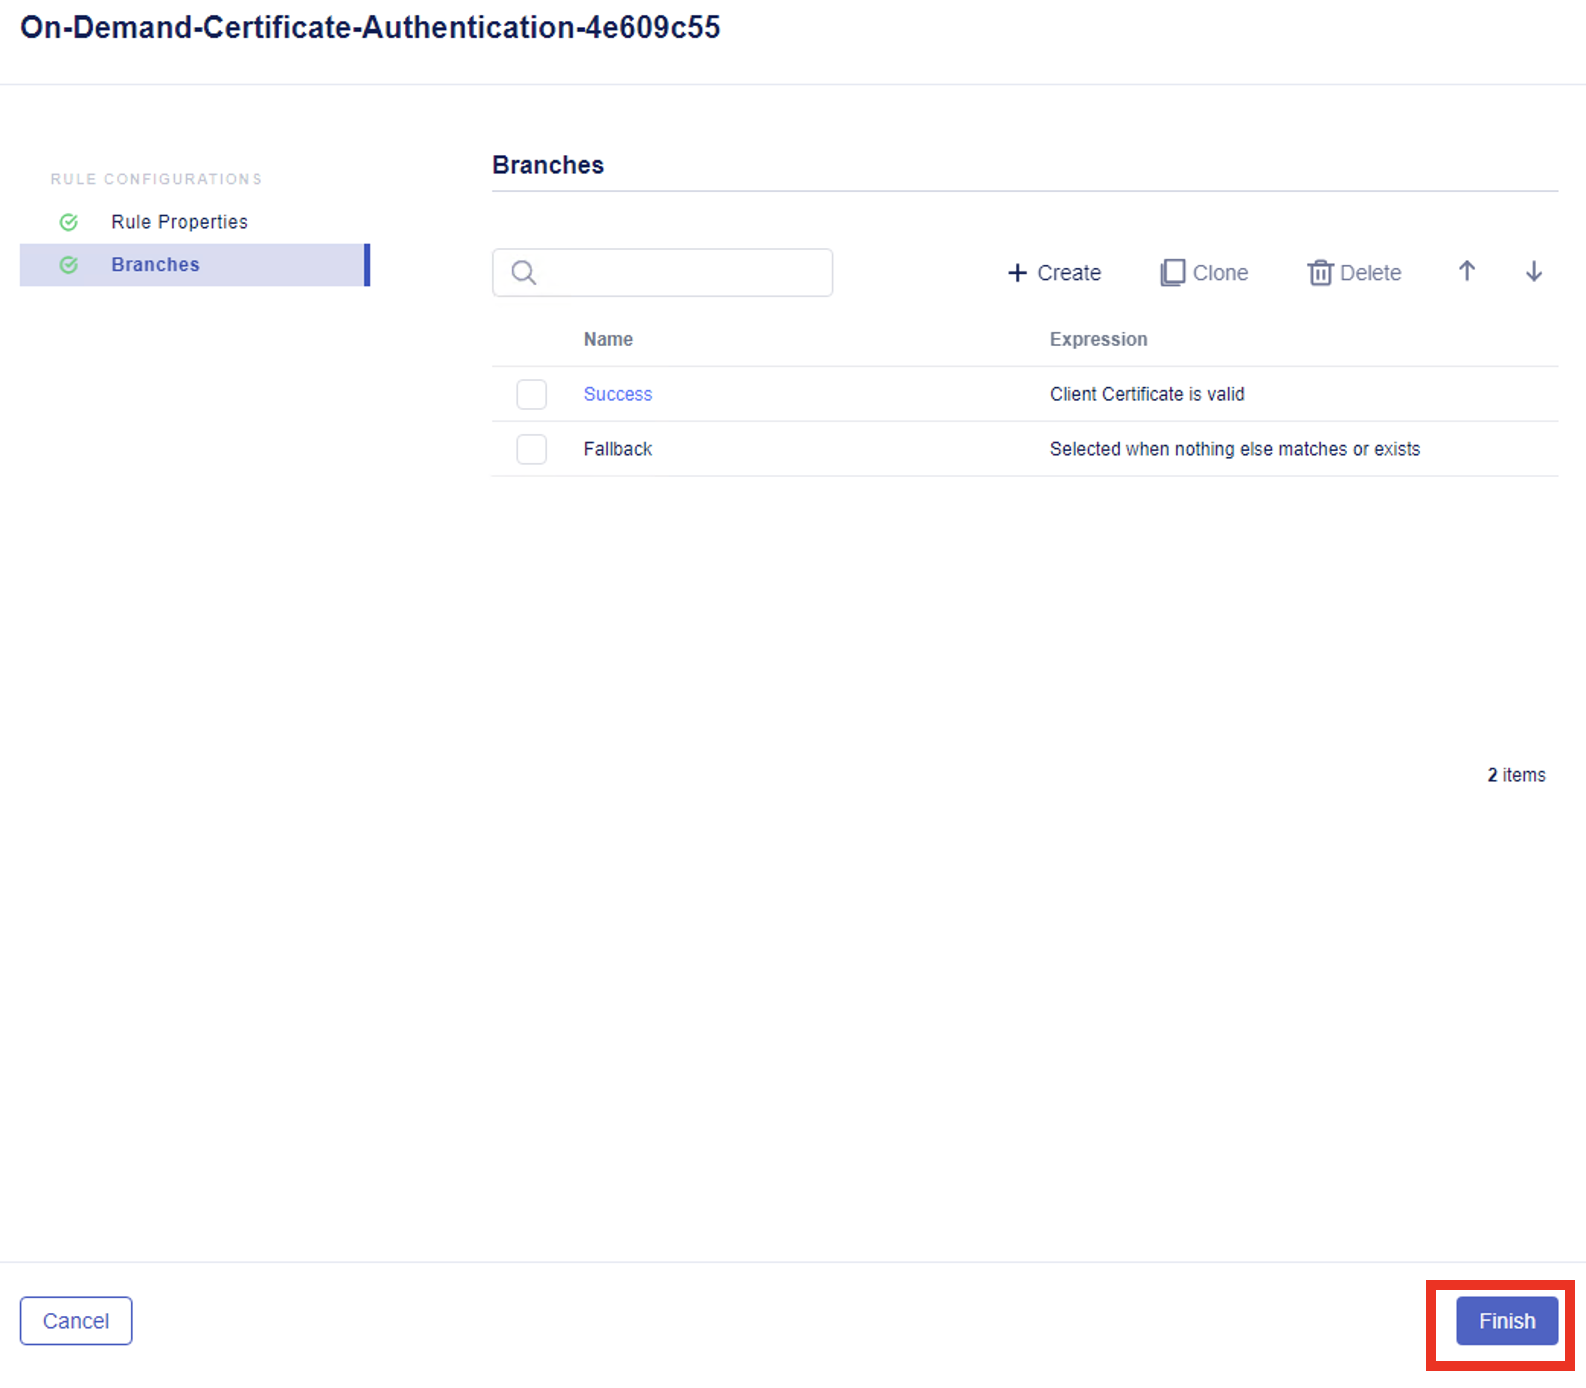 On-Demand-Certificate-Authentication-4e609c55
RULE CONFIGURATIONS
Rule Properties
Branches
Branches
Create Clone Delete
Name Expression
Success Client Certificate is valid
Fallback Selected when nothing else matches or exists
2 items
Cancel Finish